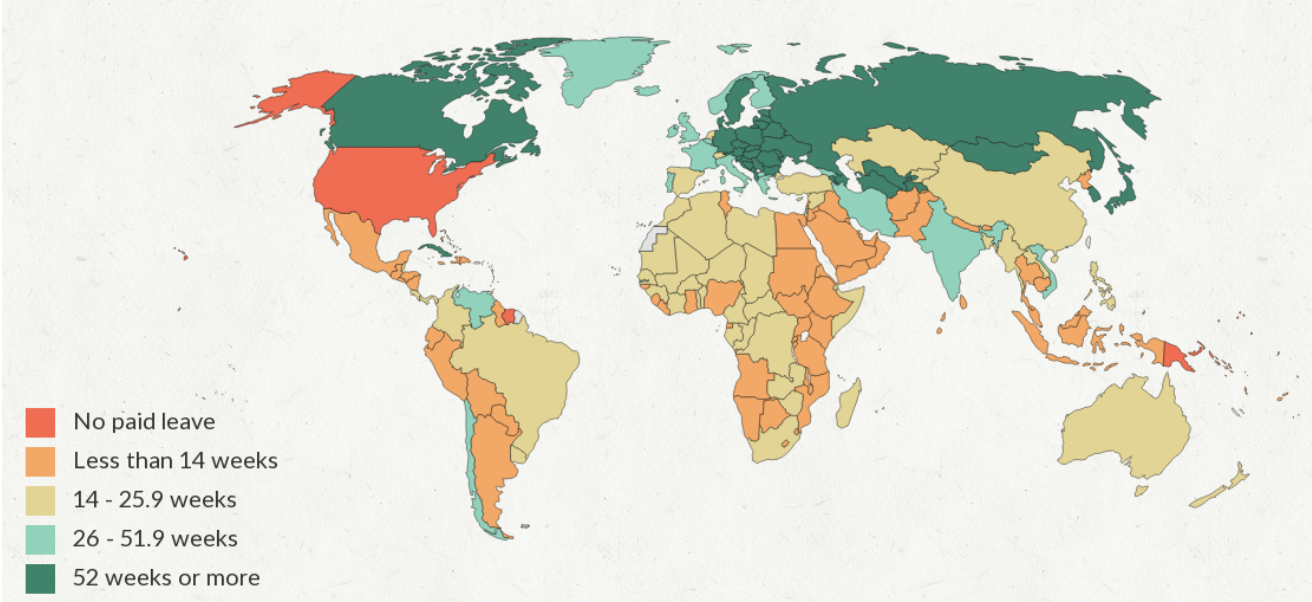 No paid leave
Less than 14 weeks
14 - 25.9 weeks
26 - 51.9 weeks
52 weeks or more